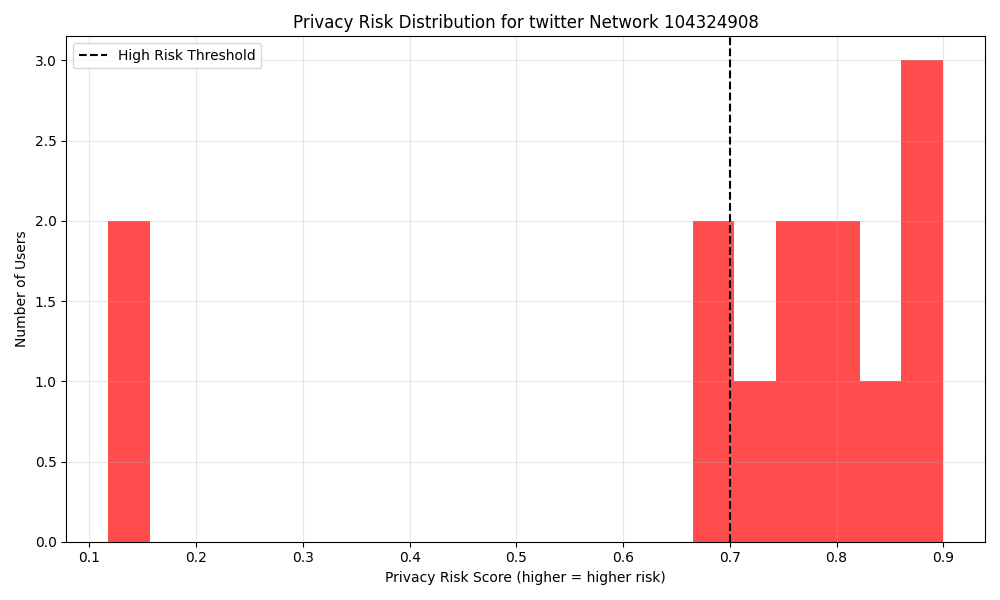 Privacy Risk Distribution for twitter Network 104324908
High Risk Threshold
Number of Users
3.0
2.5
2.0
1.5
1.0
0.5
0.0
0.1 0.2 0.3 0.4 0.5 0.6 0.7 0.8 0.9
Privacy Risk Score (higher = higher risk)